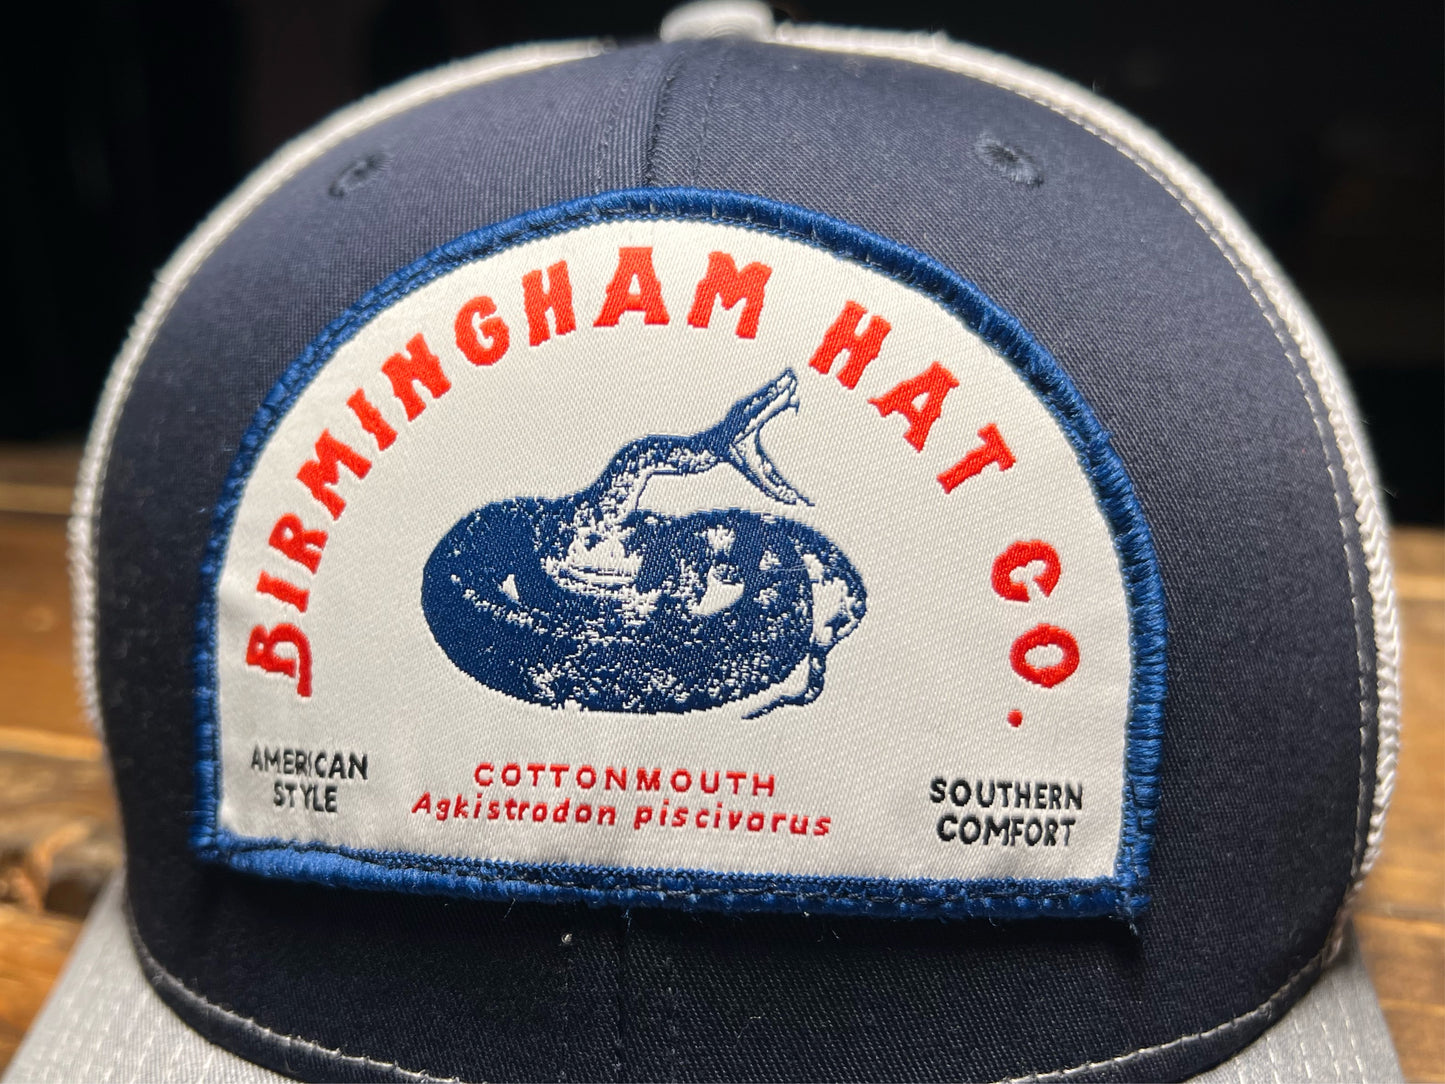 BIRMINGHAM HAT CO.
AMERICAN
STYLE
COTTONMOUTH
Agkistrodon piscivorus
SOUTHERN
COMFORT